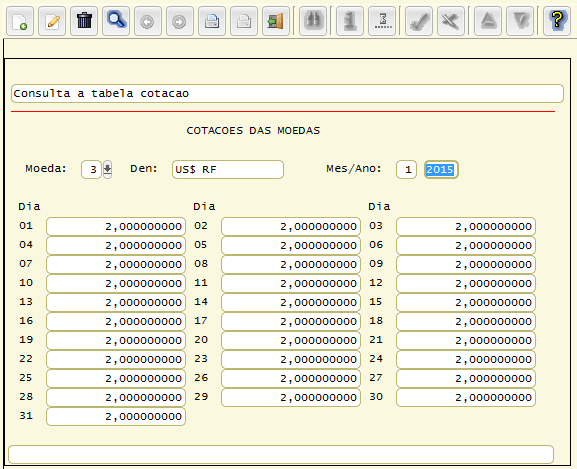 Consulta a tabela cotacao
COTACOES DAS MOEDAS
Moeda: 3 Den: US$ RF Mes/Ano: 1 2015
Dia Dia Dia
01 2,000000000 02 2,000000000 03 2,000000000
04 2,000000000 05 2,000000000 06 2,000000000
07 2,000000000 08 2,000000000 09 2,000000000
10 2,000000000 11 2,000000000 12 2,000000000
13 2,000000000 14 2,000000000 15 2,000000000
16 2,000000000 17 2,000000000 18 2,000000000
19 2,000000000 20 2,000000000 21 2,000000000
22 2,000000000 23 2,000000000 24 2,000000000
25 2,000000000 26 2,000000000 27 2,000000000
28 2,000000000 29 2,000000000 30 2,000000000
31 2,000000000